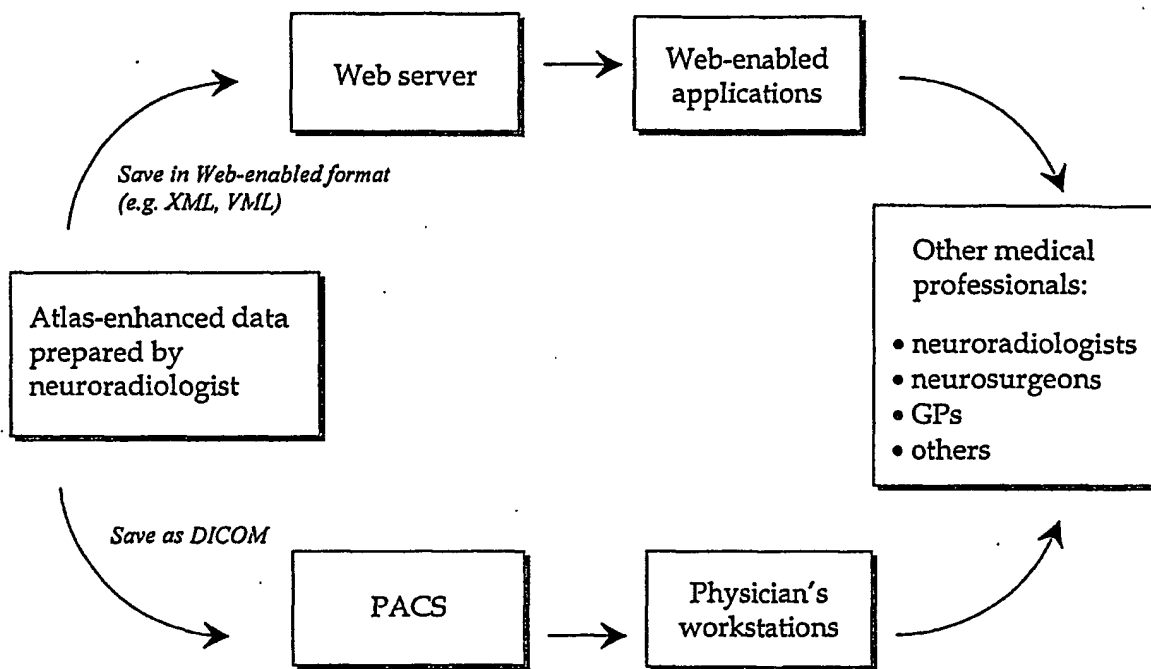 Web server
Web-enabled
applications
Save in Web-enabled format
(e.g. XML, VML)
Atlas-enhanced data
prepared by
neuroradiologist
Other medical
professionals:
• neuroradiologists
• neurosurgeons
• GPs
• others
Save as DICOM
PACS
Physician's
workstations